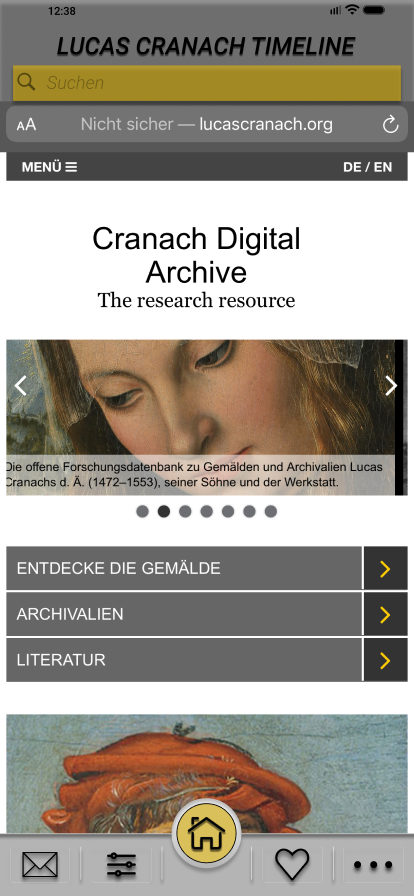 12:38
LUCAS CRANACH TIMELINE
Suchen
AA Nicht sicher — lucascranach.org
MENÜ DE / EN
Cranach Digital
Archive
The research resource
Die offene Forschungsdatenbank zu Gemälden und Archivalien Lucas
Cranachs d. Ä. (1472–1553), seiner Söhne und der Werkstatt.
ENTDECKE DIE GEMÄLDE
ARCHIVALIEN
LITERATUR